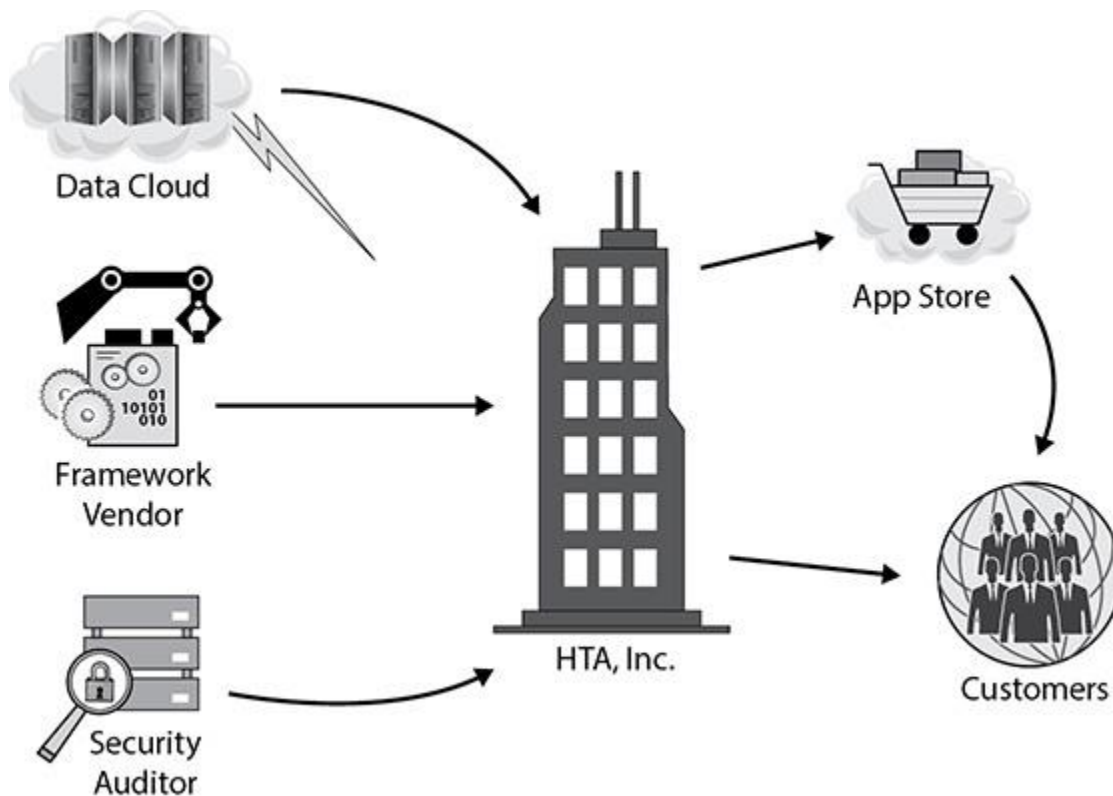 Data Cloud
App Store
01
10101
010
Framework
Vendor
HTA, Inc.
Customers
Security
Auditor